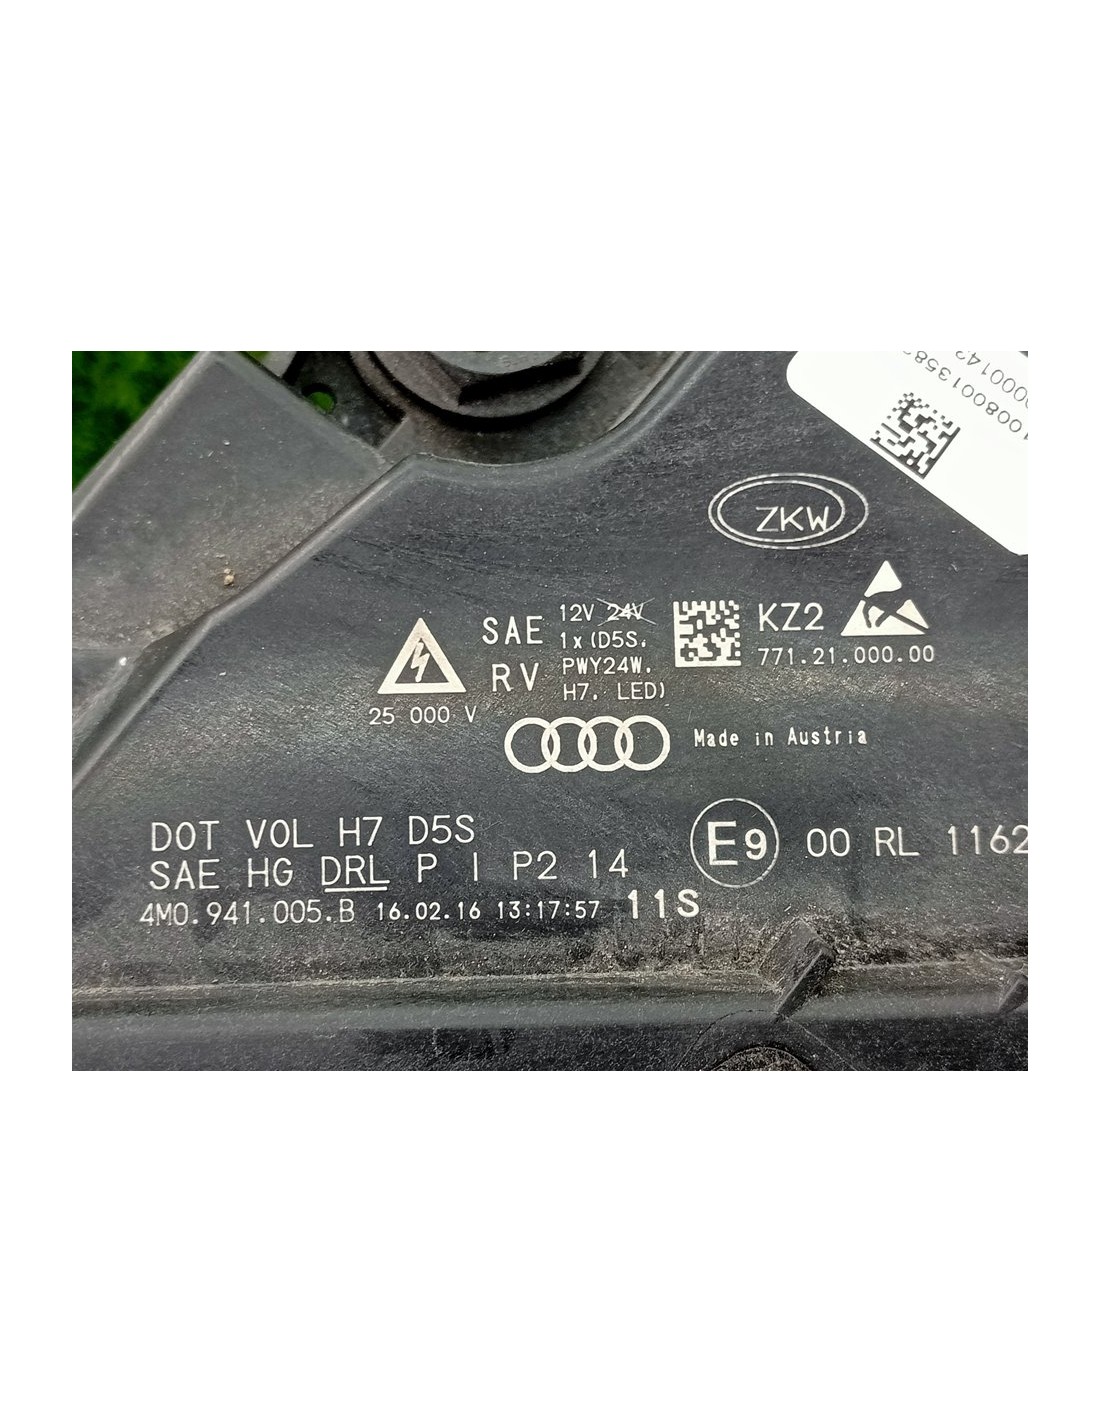 10080013583
0000142
ZKW
SAE
RV
12V 24V
1x (D5S,
PWY24W,
H7, LED)
KZ2
771.21.000.00
25 000 V
Made in Austria
DOT VOL H7 D5S
SAE HG DRL P I P2 14
E9 00 RL 1162
4M0.941.005.B 16.02.16 13:17:57 11S